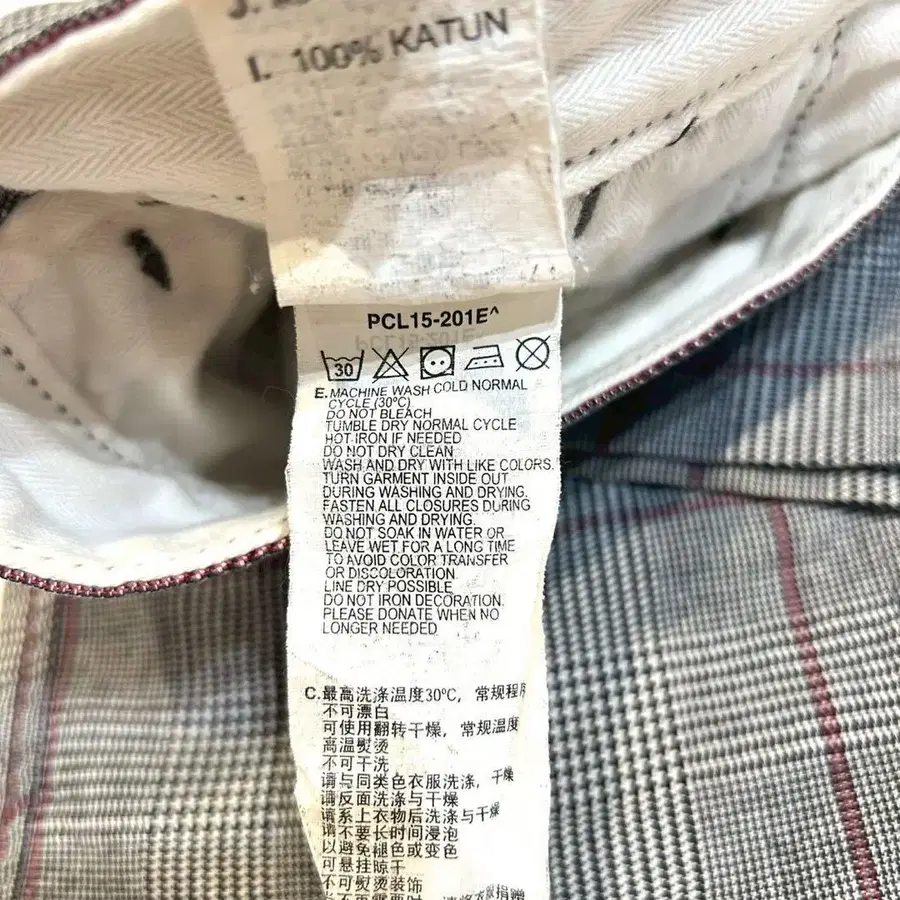 I. 100% KATUN
PCL15-201E^
30
E. MACHINE WASH COLD NORMAL
CYCLE (30°C)
DO NOT BLEACH
TUMBLE DRY NORMAL CYCLE
HOT IRON IF NEEDED
DO NOT DRY CLEAN
WASH AND DRY WITH LIKE COLORS.
TURN GARMENT INSIDE OUT
DURING WASHING AND DRYING.
FASTEN ALL CLOSURES DURING
WASHING AND DRYING.
DO NOT SOAK IN WATER OR
LEAVE WET FOR A LONG TIME
TO AVOID COLOR TRANSFER
OR DISCOLORATION.
LINE DRY POSSIBLE
DO NOT IRON DECORATION.
PLEASE DONATE WHEN NO
LONGER NEEDED
C. 最高洗涤温度30°C, 常规程
不可漂白
可使用翻转干燥, 常规温度
高温熨烫
不可干洗
请与同类色衣服洗涤, 干燥
请反面洗涤与干燥
请系上衣物后洗涤与干燥
请不要长时间浸泡
以避免褪色或变色
可悬挂晾干
不可熨烫装饰